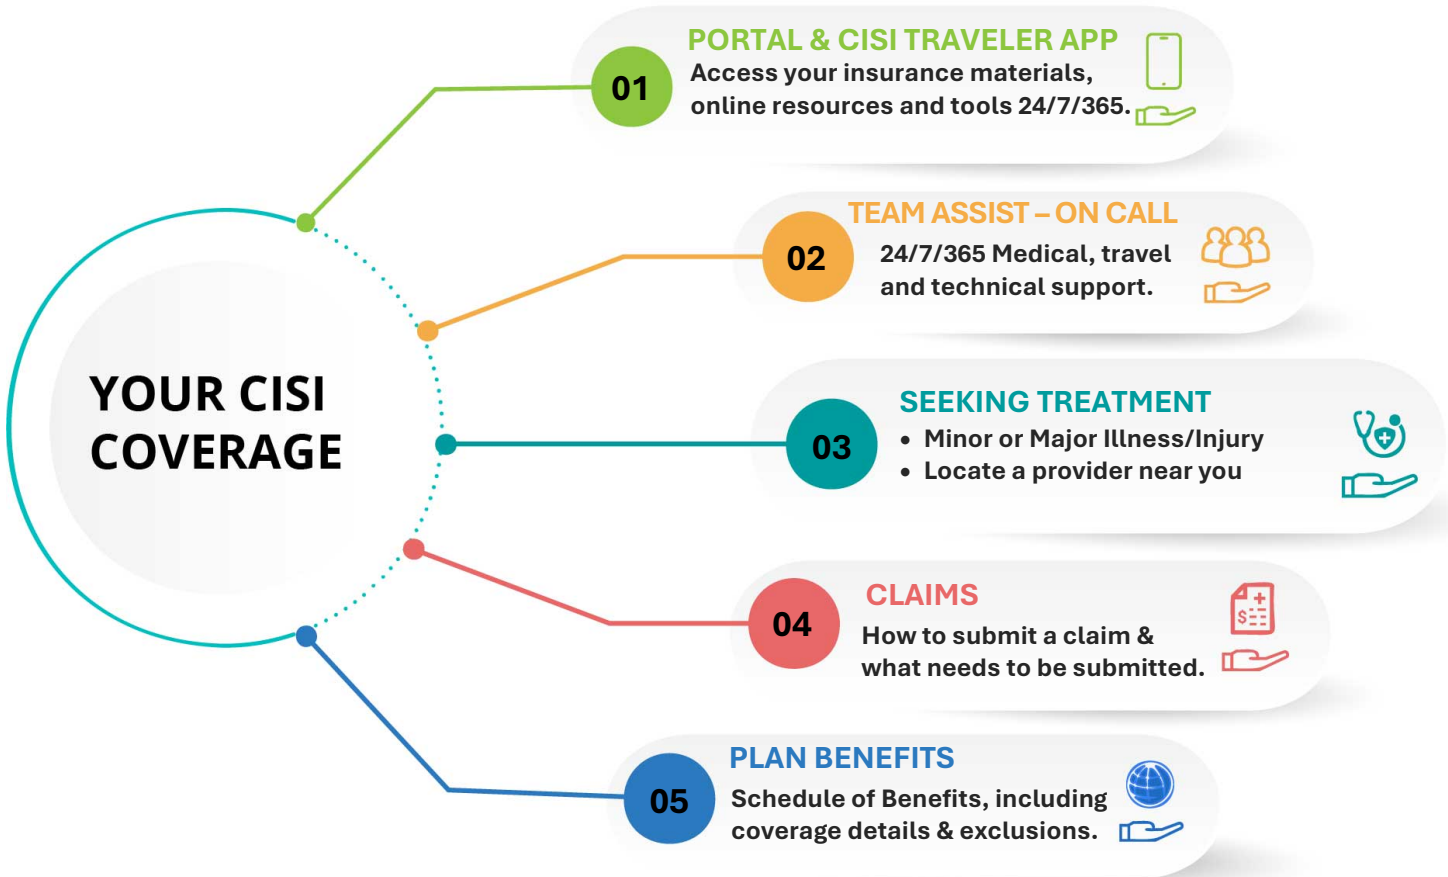 YOUR CISI
COVERAGE
01
PORTAL & CISI TRAVELER APP
Access your insurance materials,
online resources and tools 24/7/365.
02
TEAM ASSIST – ON CALL
24/7/365 Medical, travel
and technical support.
03
SEEKING TREATMENT
• Minor or Major Illness/Injury
• Locate a provider near you
04
CLAIMS
How to submit a claim &
what needs to be submitted.
05
PLAN BENEFITS
Schedule of Benefits, including
coverage details & exclusions.